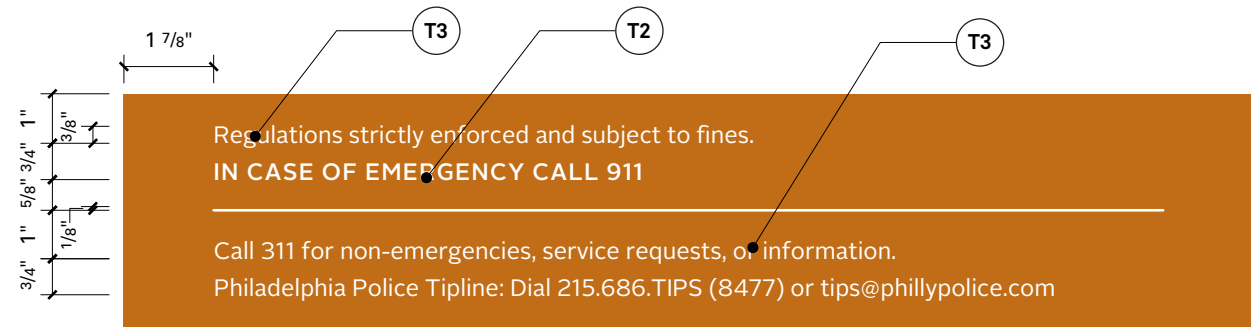 T3
T2
T3
1 7/8"
1"
3/8"
3/4"
5/8"
1/8"
1"
3/4"
Regulations strictly enforced and subject to fines.
IN CASE OF EMERGENCY CALL 911
Call 311 for non-emergencies, service requests, or information.
Philadelphia Police Tipline: Dial 215.686.TIPS (8477) or tips@phillypolice.com